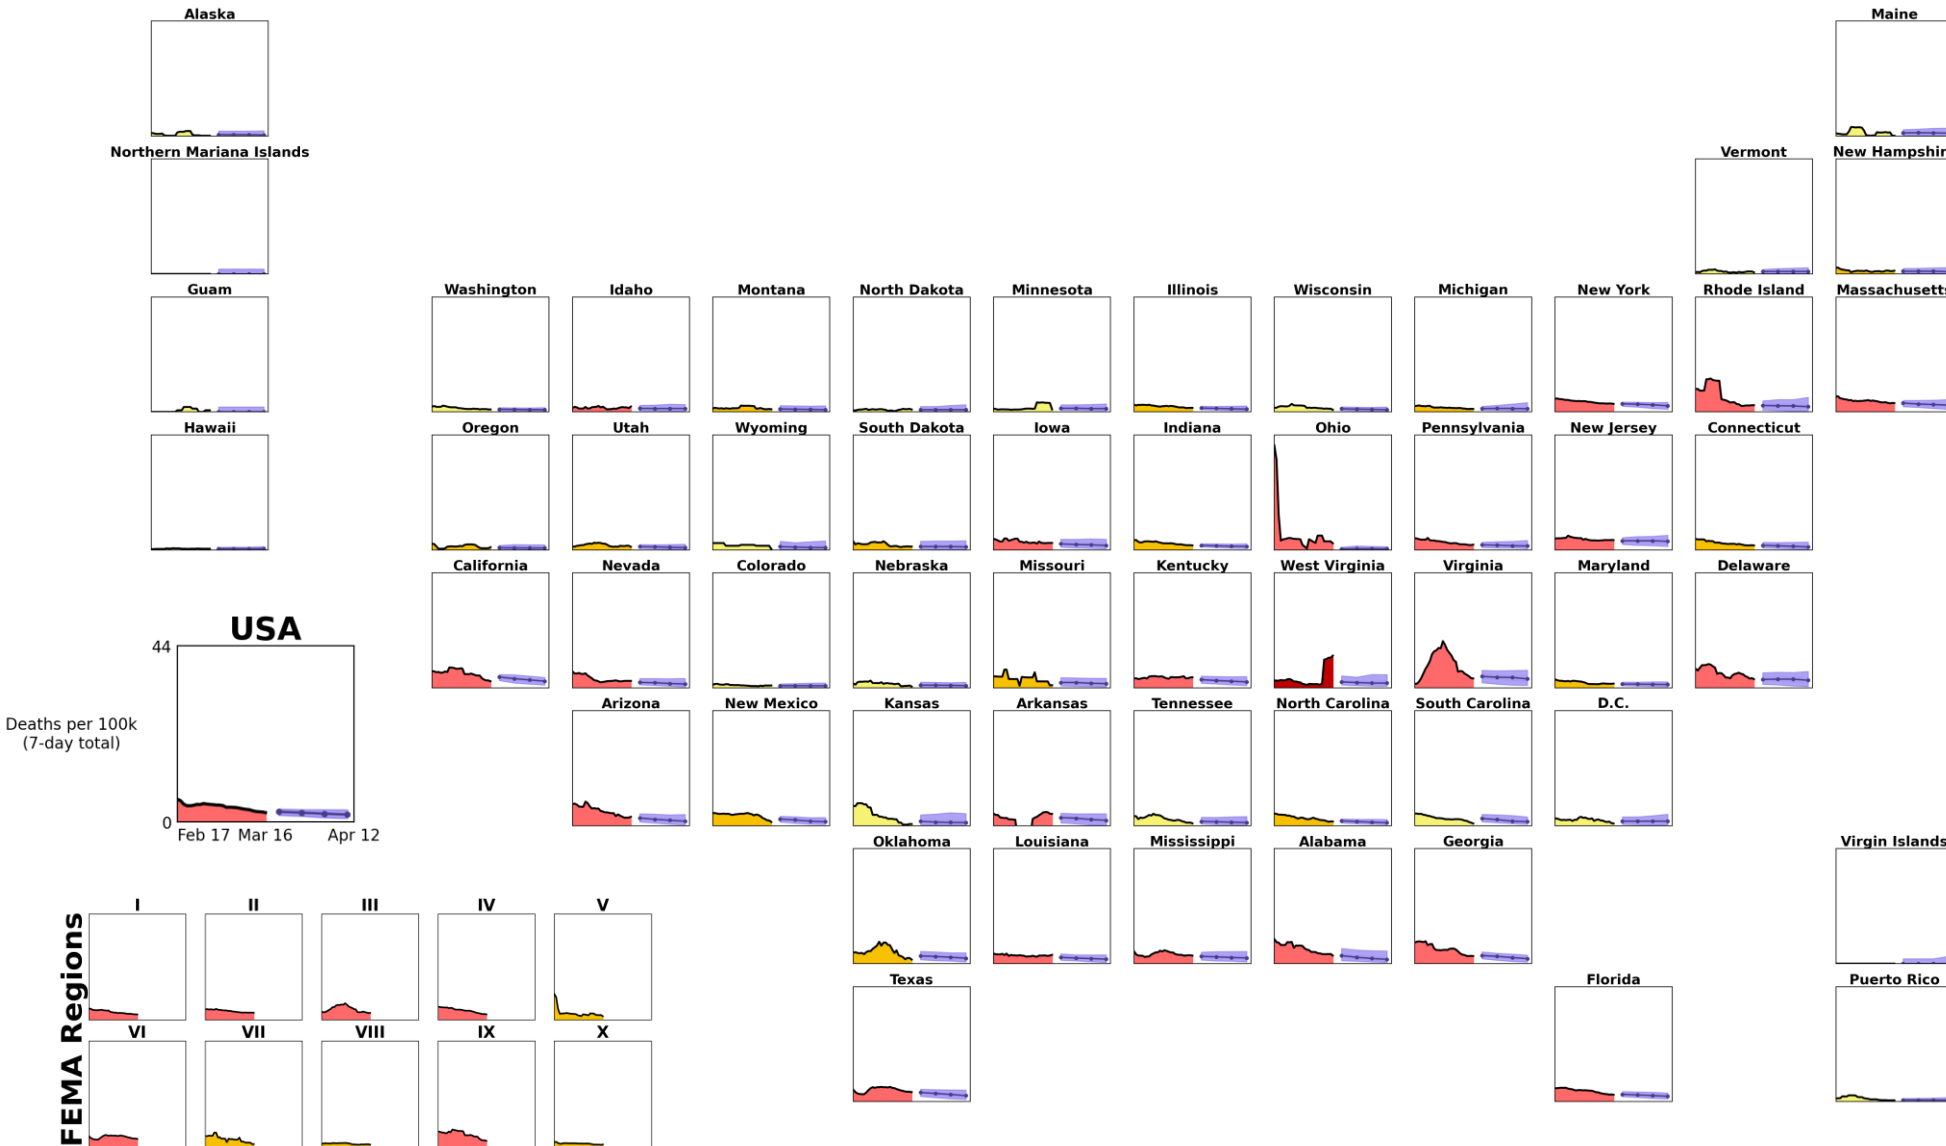 Alaska
Maine
Northern Mariana Islands
Vermont
New Hampshir
Guam
Washington
Idaho
Montana
North Dakota
Minnesota
Illinois
Wisconsin
Michigan
New York
Rhode Island
Massachusetts
Hawaii
Oregon
Utah
Wyoming
South Dakota
Iowa
Indiana
Ohio
Pennsylvania
New Jersey
Connecticut
California
Nevada
Colorado
Nebraska
Missouri
Kentucky
West Virginia
Virginia
Maryland
Delaware
USA
44
Deaths per 100k
(7-day total)
0
Feb 17
Mar 16
Apr 12
Arizona
New Mexico
Kansas
Arkansas
Tennessee
North Carolina
South Carolina
D.C.
Oklahoma
Louisiana
Mississippi
Alabama
Georgia
Virgin Islands
Texas
Florida
Puerto Rico
FEMA Regions
I
II
III
IV
V
VI
VII
VIII
IX
X